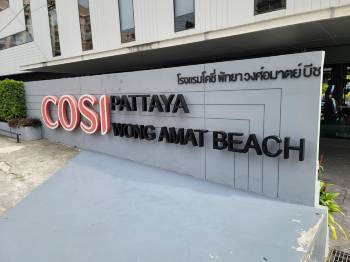 โรงแรมโคซี่ พัทยา วงศ์อมาตย์ บีช
COSI PATTAYA
WONG AMAT BEACH